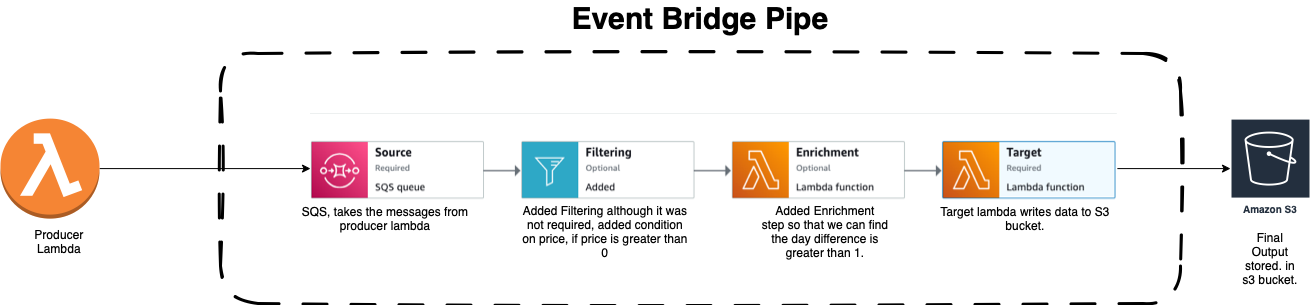 Event Bridge Pipe
Producer
Lambda
Source
Required
SQS queue
SQS, takes the messages from
producer lambda
Filtering
Optional
Added
Added Filtering although it was
not required, added condition
on price, if price is greater than
0
Enrichment
Optional
Lambda function
Added Enrichment
step so that we can find
the day difference is
greater than 1.
Target
Required
Lambda function
Target lambda writes data to S3
bucket.
Amazon S3
Final
Output
stored. in
s3 bucket.